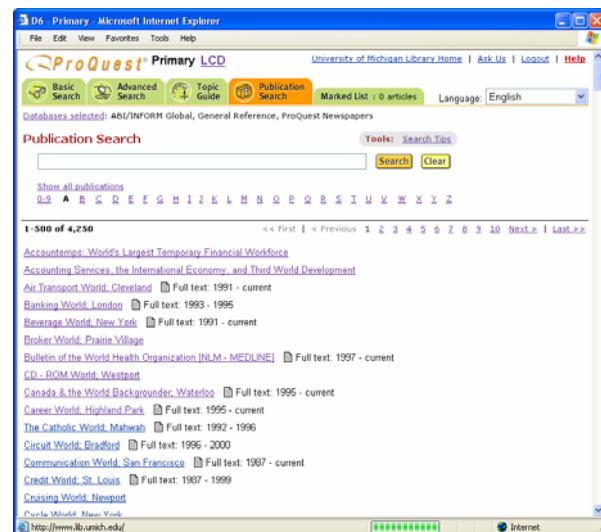 D6 - Primary - Microsoft Internet Explorer
File Edit View Favorites Tools Help
ProQuest® Primary LCD
University of Michigan Library Home | Ask Us | Logout | Help
Basic Search Advanced Search Topic Guide Publication Search Marked List : 0 articles Language: English
Databases selected: ABI/INFORM Global, General Reference, ProQuest Newspapers
Publication Search Tools: Search Tips
Search Clear
Show all publications
0-9 A B C D E F G H I J K L M N O P Q R S T U V W X Y Z
1-500 of 4,250 << First | < Previous 1 2 3 4 5 6 7 8 9 10 Next > | Last >>
Accountemps: World's Largest Temporary Financial Workforce
Accounting Services, the International Economy, and Third World Development
Air Transport World; Cleveland Full text: 1991 - current
Banking World; London Full text: 1993 - 1995
Beverage World; New York Full text: 1991 - current
Broker World; Prairie Village
Bulletin of the World Health Organization [NLM - MEDLINE] Full text: 1997 - current
CD - ROM World; Westport
Canada & the World Backgrounder; Waterloo Full text: 1995 - current
Career World; Highland Park Full text: 1995 - current
The Catholic World; Mahwah Full text: 1992 - 1996
Circuit World; Bradford Full text: 1996 - 2000
Communication World; San Francisco Full text: 1987 - current
Credit World; St. Louis Full text: 1987 - 1999
Cruising World; Newport
Cycle World; New York
http://www.lib.umich.edu/ Internet